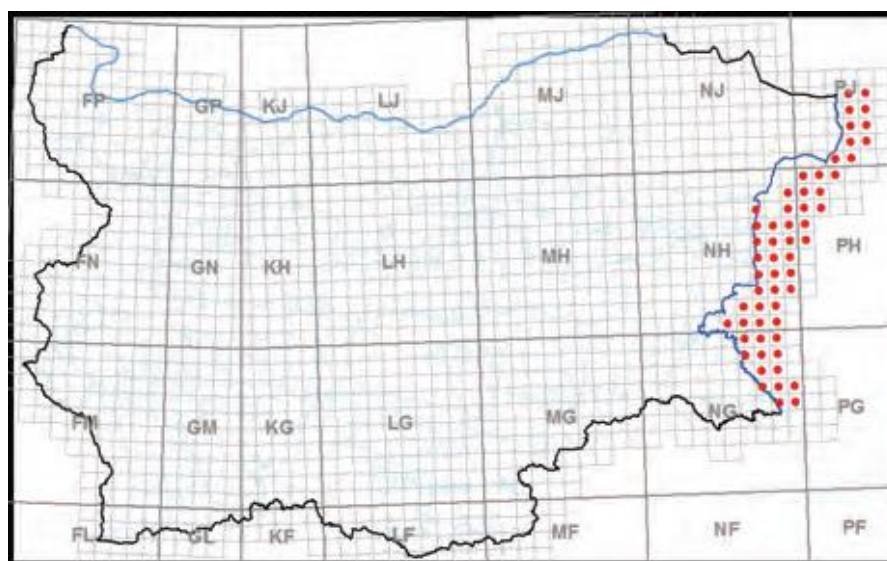 FP GP KJ LJ MJ NJ PJ
FN GN KH LH MH NH PH
FM GM KG LG MG NG PG
FL GL KF LF MF NF PF